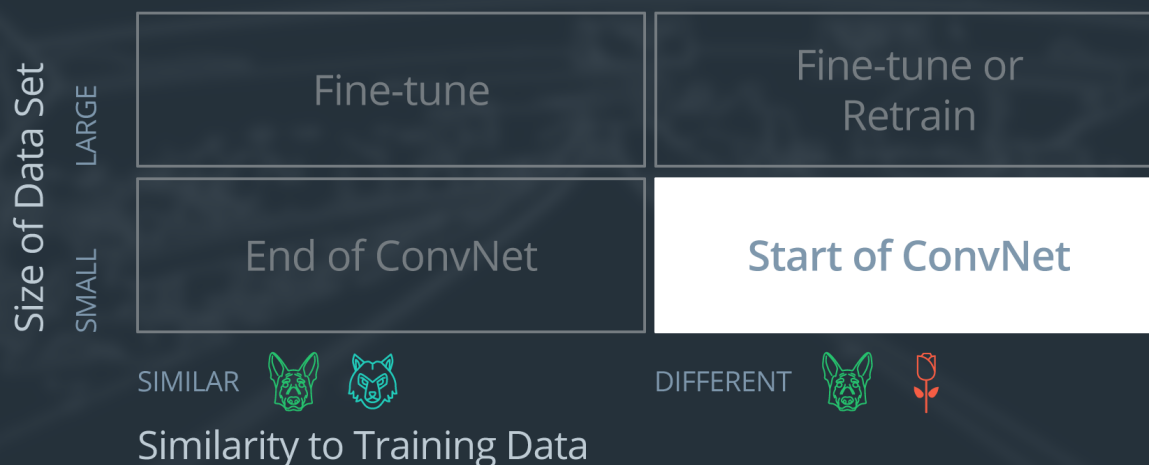 Size of Data Set
LARGE
SMALL
Fine-tune
Fine-tune or
Retrain
End of ConvNet
Start of ConvNet
SIMILAR
DIFFERENT
Similarity to Training Data